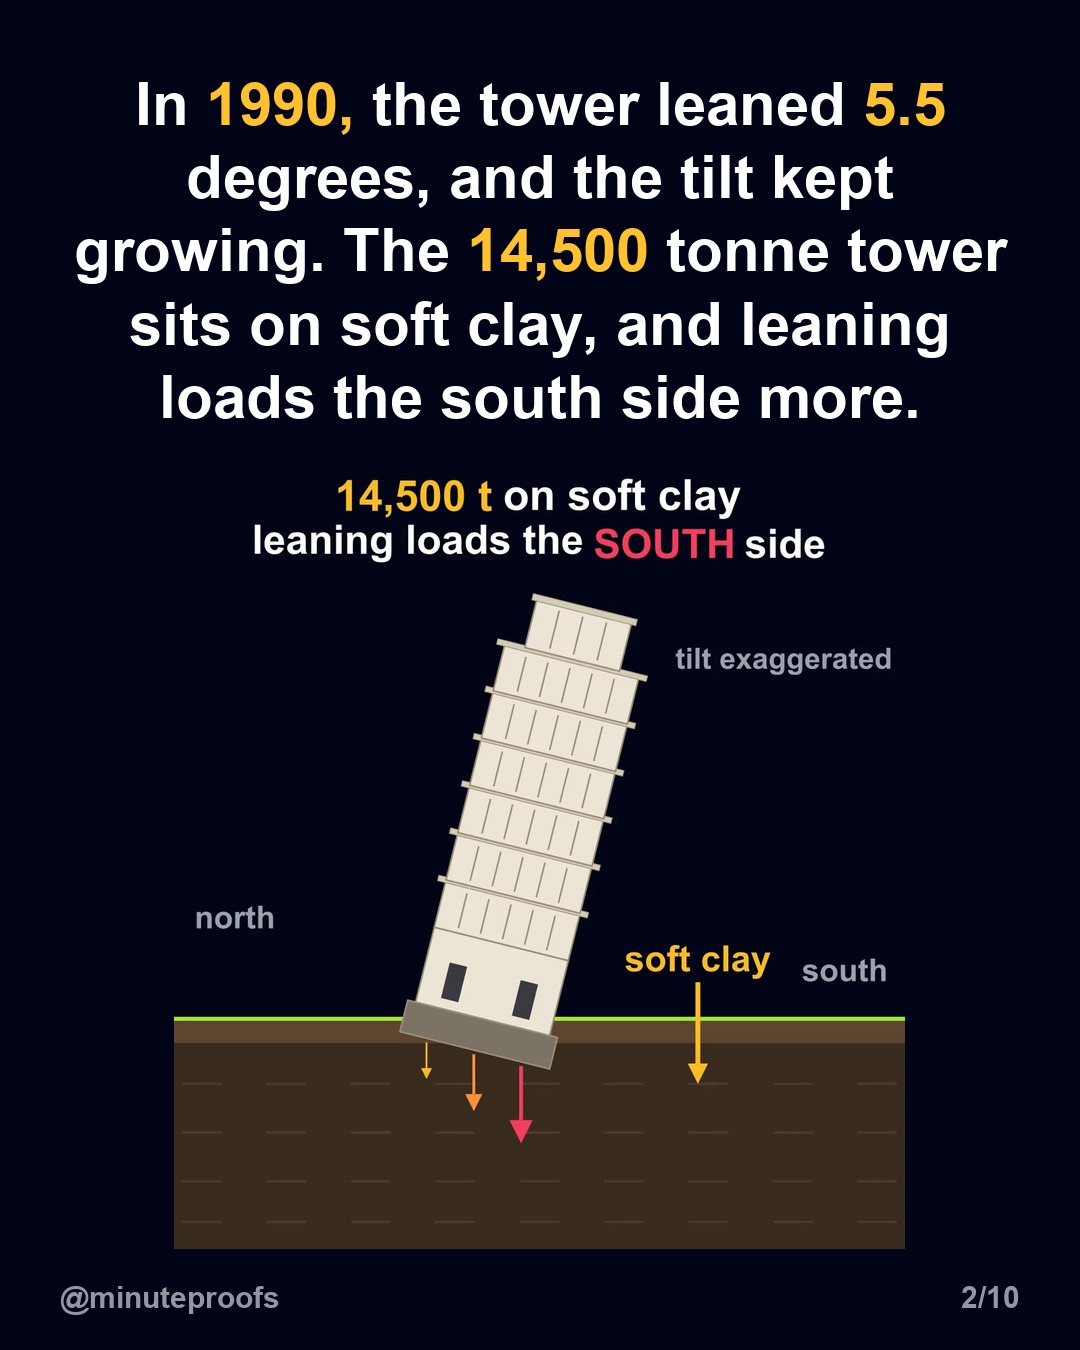 In 1990, the tower leaned 5.5
degrees, and the tilt kept
growing. The 14,500 tonne tower
sits on soft clay, and leaning
loads the south side more.
14,500 t on soft clay
leaning loads the SOUTH side
tilt exaggerated
north
soft clay
south
@minuteproofs
2/10